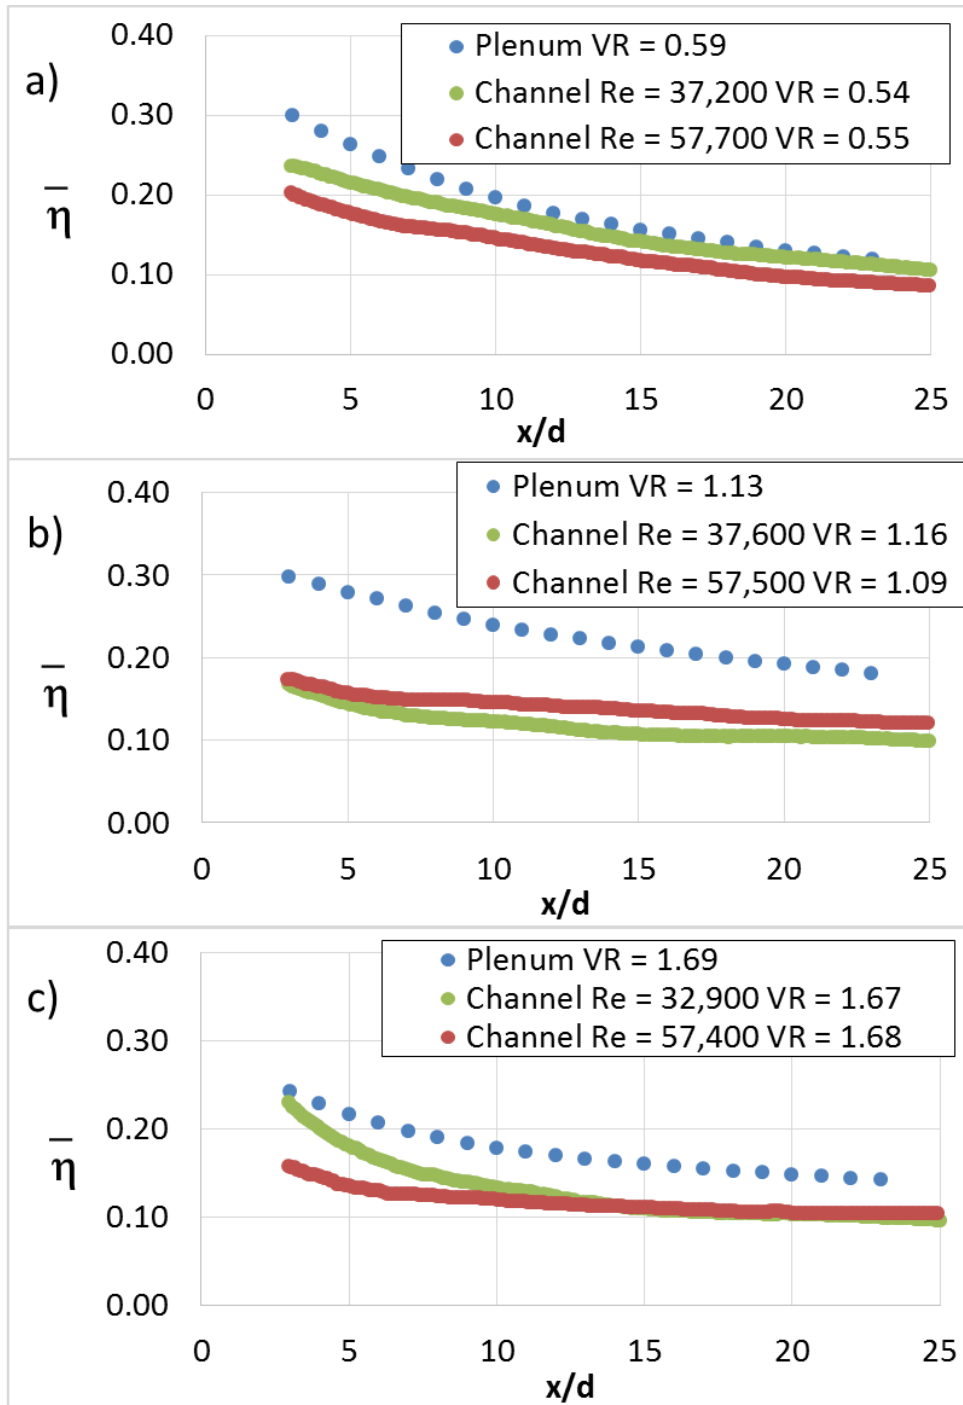 a)
0.40
0.30
0.20
0.10
0.00
η̅
Plenum VR = 0.59
Channel Re = 37,200 VR = 0.54
Channel Re = 57,700 VR = 0.55
0 5 10 15 20 25
x/d
b)
0.40
0.30
0.20
0.10
0.00
η̅
Plenum VR = 1.13
Channel Re = 37,600 VR = 1.16
Channel Re = 57,500 VR = 1.09
0 5 10 15 20 25
x/d
c)
0.40
0.30
0.20
0.10
0.00
η̅
Plenum VR = 1.69
Channel Re = 32,900 VR = 1.67
Channel Re = 57,400 VR = 1.68
0 5 10 15 20 25
x/d